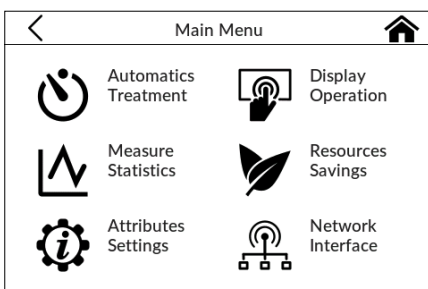 Main Menu
Automatics
Treatment
Display
Operation
Measure
Statistics
Resources
Savings
Attributes
Settings
Network
Interface